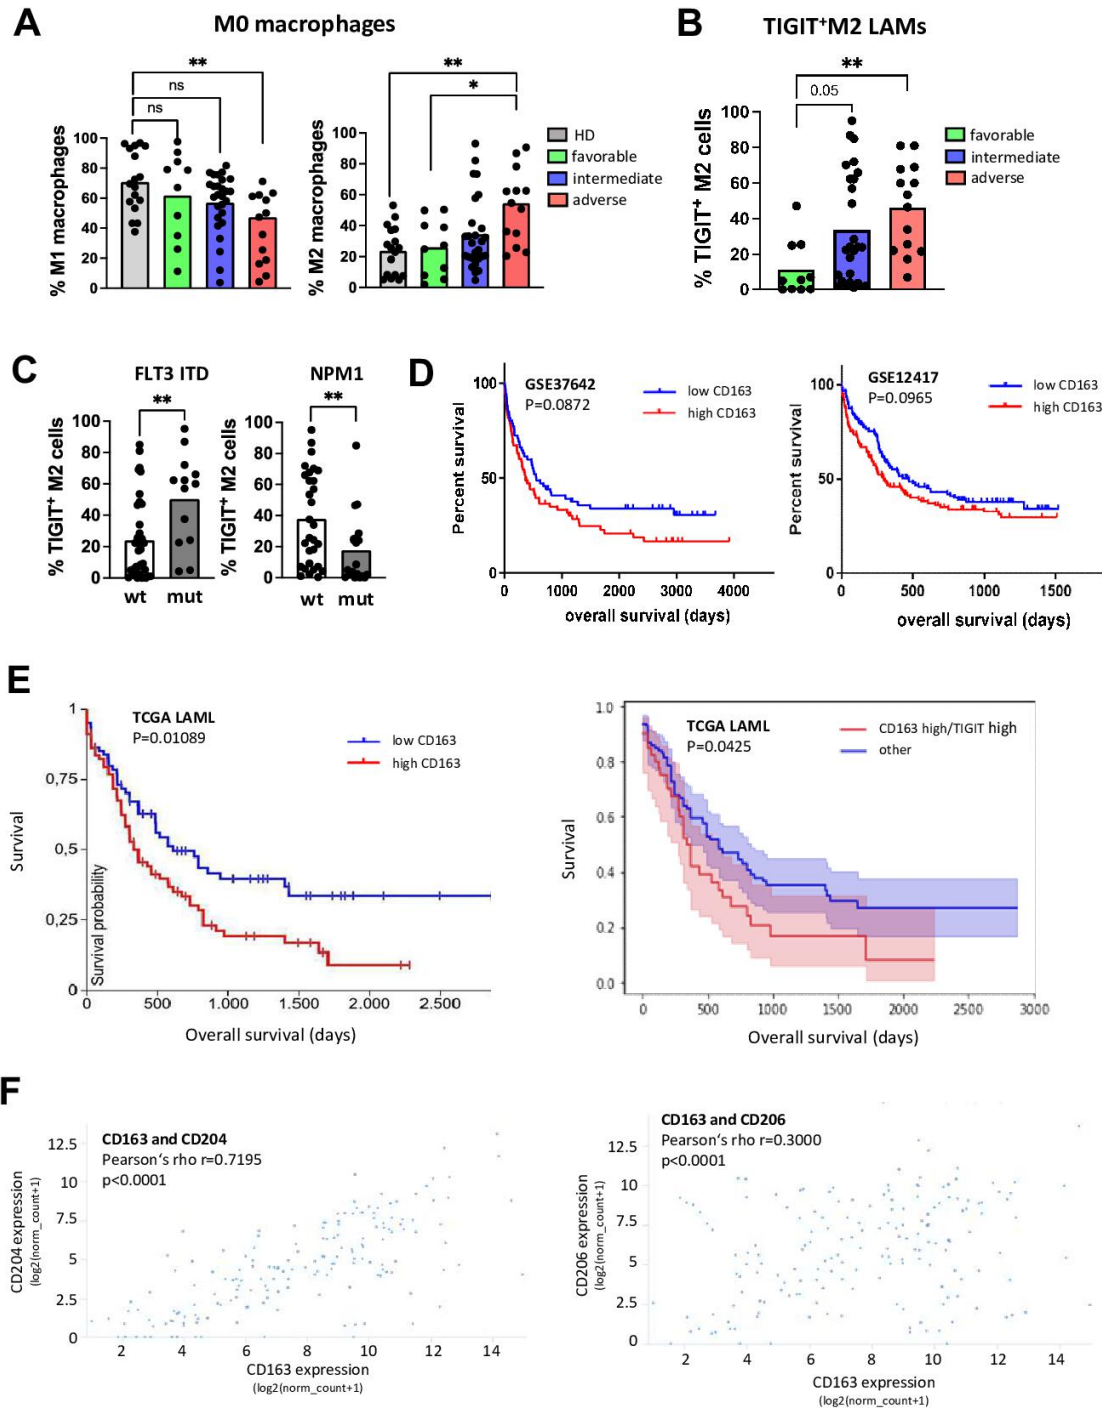 A
M0 macrophages
**
ns
ns
% M1 macrophages
100
80
60
40
20
0
**
*
% M2 macrophages
100
80
60
40
20
0
HD
favorable
intermediate
adverse
B
TIGIT+M2 LAMs
**
0.05
% TIGIT+ M2 cells
100
80
60
40
20
0
favorable
intermediate
adverse
C
FLT3 ITD
**
% TIGIT+ M2 cells
100
80
60
40
20
0
wt mut
NPM1
**
% TIGIT+ M2 cells
100
80
60
40
20
0
wt mut
D
GSE37642
P=0.0872
low CD163
high CD163
Percent survival
100
50
0
0 1000 2000 3000 4000
overall survival (days)
GSE12417
P=0.0965
low CD163
high CD163
Percent survival
100
50
0
0 500 1000 1500
overall survival (days)
E
TCGA LAML
P=0.01089
low CD163
high CD163
Survival
Survival probability
1
0,75
0,5
0,25
0
0 500 1.000 1.500 2.000 2.500
Overall survival (days)
TCGA LAML
P=0.0425
CD163 high/TIGIT high
other
Survival
1.0
0.8
0.6
0.4
0.2
0.0
0 500 1000 1500 2000 2500 3000
Overall survival (days)
F
CD163 and CD204
Pearson‘s rho r=0.7195
p<0.0001
CD204 expression
(log2(norm_count+1)
12.5
10
7.5
5
2.5
0
2 4 6 8 10 12 14
CD163 expression
(log2(norm_count+1)
CD163 and CD206
Pearson‘s rho r=0.3000
p<0.0001
CD206 expression
(log2(norm_count+1)
12.5
10
7.5
5
2.5
0
2 4 6 8 10 12 14
CD163 expression
(log2(norm_count+1)